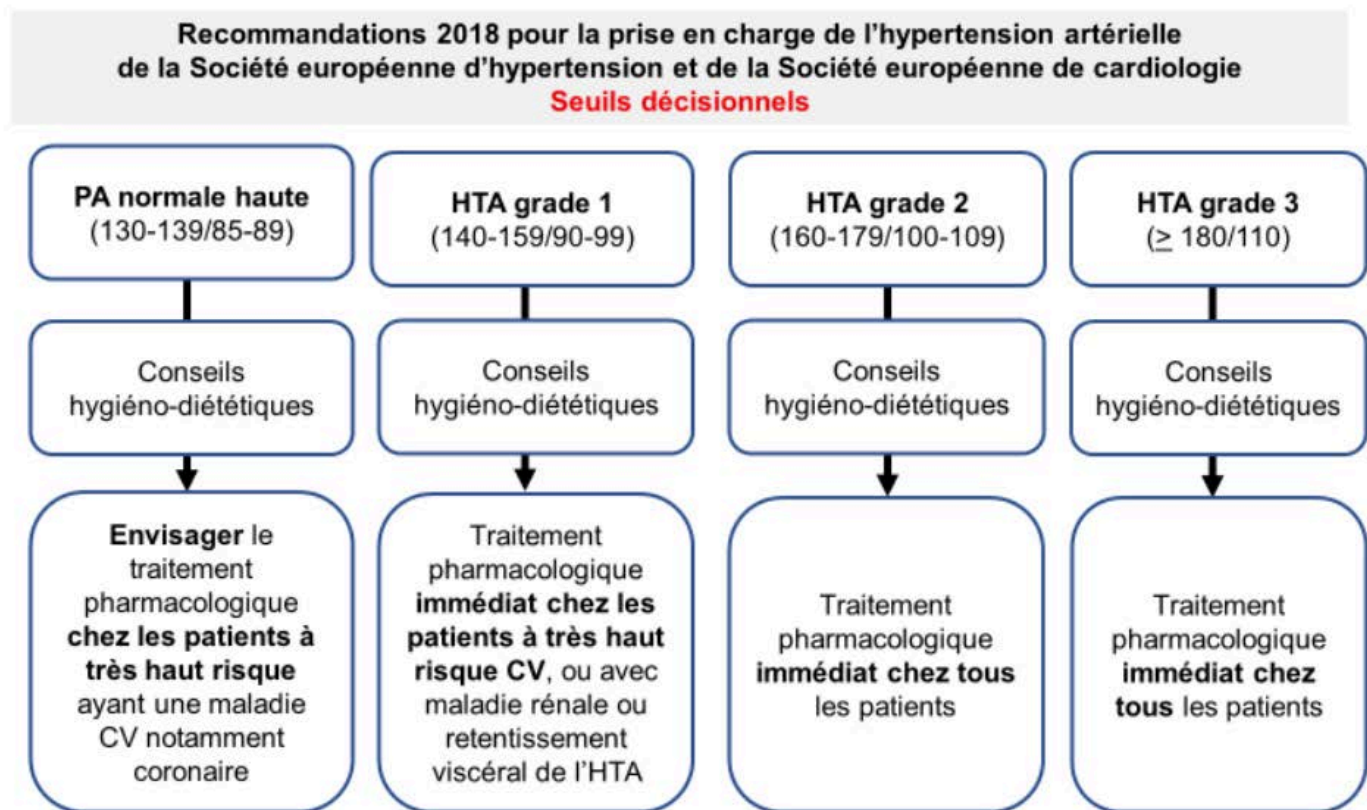 Recommandations 2018 pour la prise en charge de l'hypertension artérielle
de la Société européenne d'hypertension et de la Société européenne de cardiologie
Seuils décisionnels
PA normale haute
(130-139/85-89)
Conseils
hygiéno-diététiques
Envisager le
traitement
pharmacologique
chez les patients à
très haut risque
ayant une maladie
CV notamment
coronaire
HTA grade 1
(140-159/90-99)
Conseils
hygiéno-diététiques
Traitement
pharmacologique
immédiat chez les
patients à très haut
risque CV, ou avec
maladie rénale ou
retentissement
viscéral de l'HTA
HTA grade 2
(160-179/100-109)
Conseils
hygiéno-diététiques
Traitement
pharmacologique
immédiat chez tous
les patients
HTA grade 3
(≥ 180/110)
Conseils
hygiéno-diététiques
Traitement
pharmacologique
immédiat chez
tous les patients